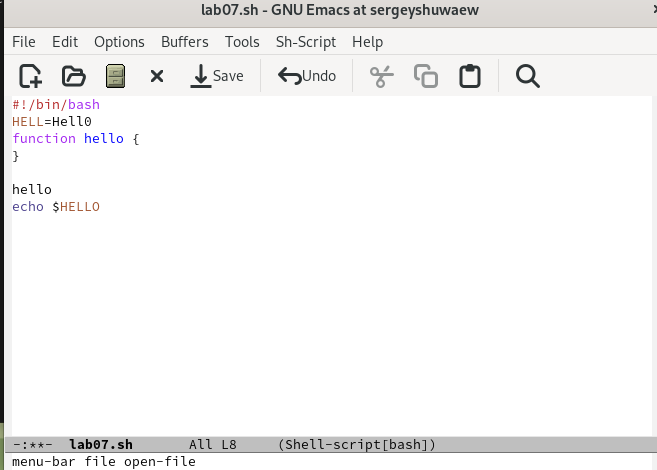 lab07.sh - GNU Emacs at sergeyshuwaew
File Edit Options Buffers Tools Sh-Script Help
Save Undo
#!/bin/bash
HELL=Hell0
function hello {
}
hello
echo $HELLO
-:**- lab07.sh All L8 (Shell-script[bash])
menu-bar file open-file